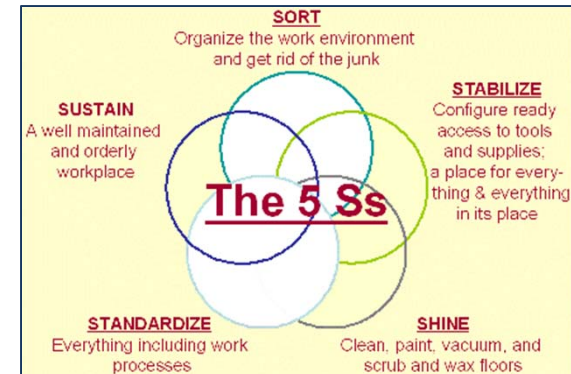 SORT
Organize the work environment
and get rid of the junk
STABILIZE
Configure ready
access to tools
and supplies;
a place for every-
thing & everything
in its place
SUSTAIN
A well maintained
and orderly
workplace
The 5 Ss
STANDARDIZE
Everything including work
processes
SHINE
Clean, paint, vacuum, and
scrub and wax floors